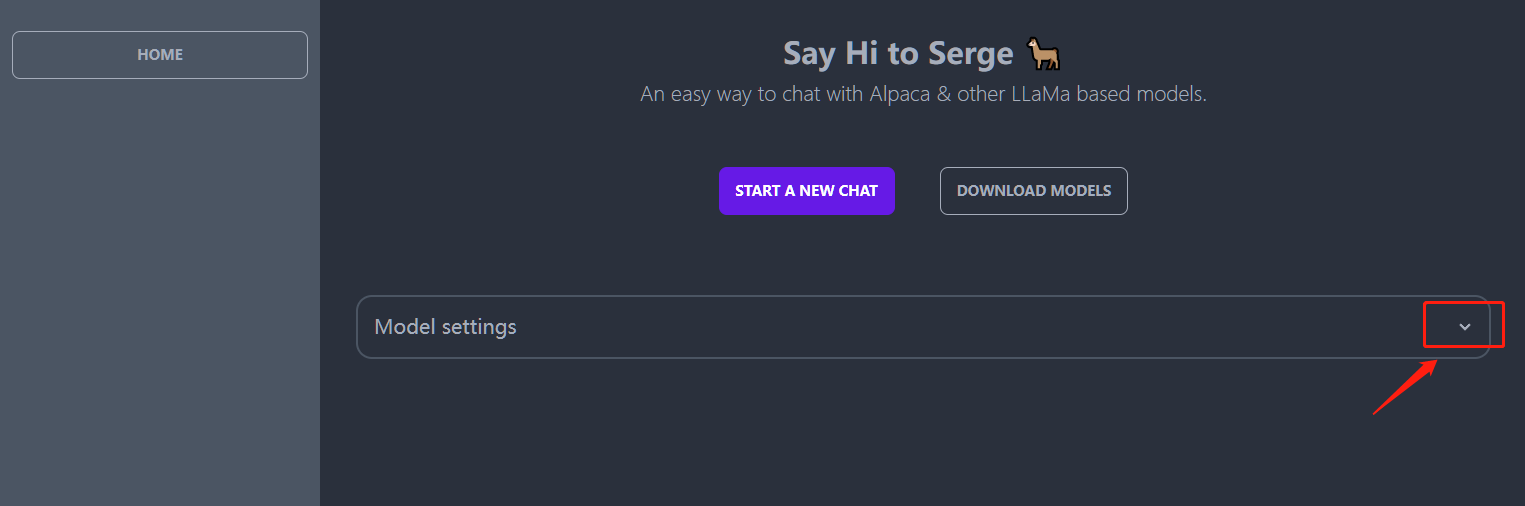 HOME
Say Hi to Serge
An easy way to chat with Alpaca & other LLaMa based models.
START A NEW CHAT
DOWNLOAD MODELS
Model settings